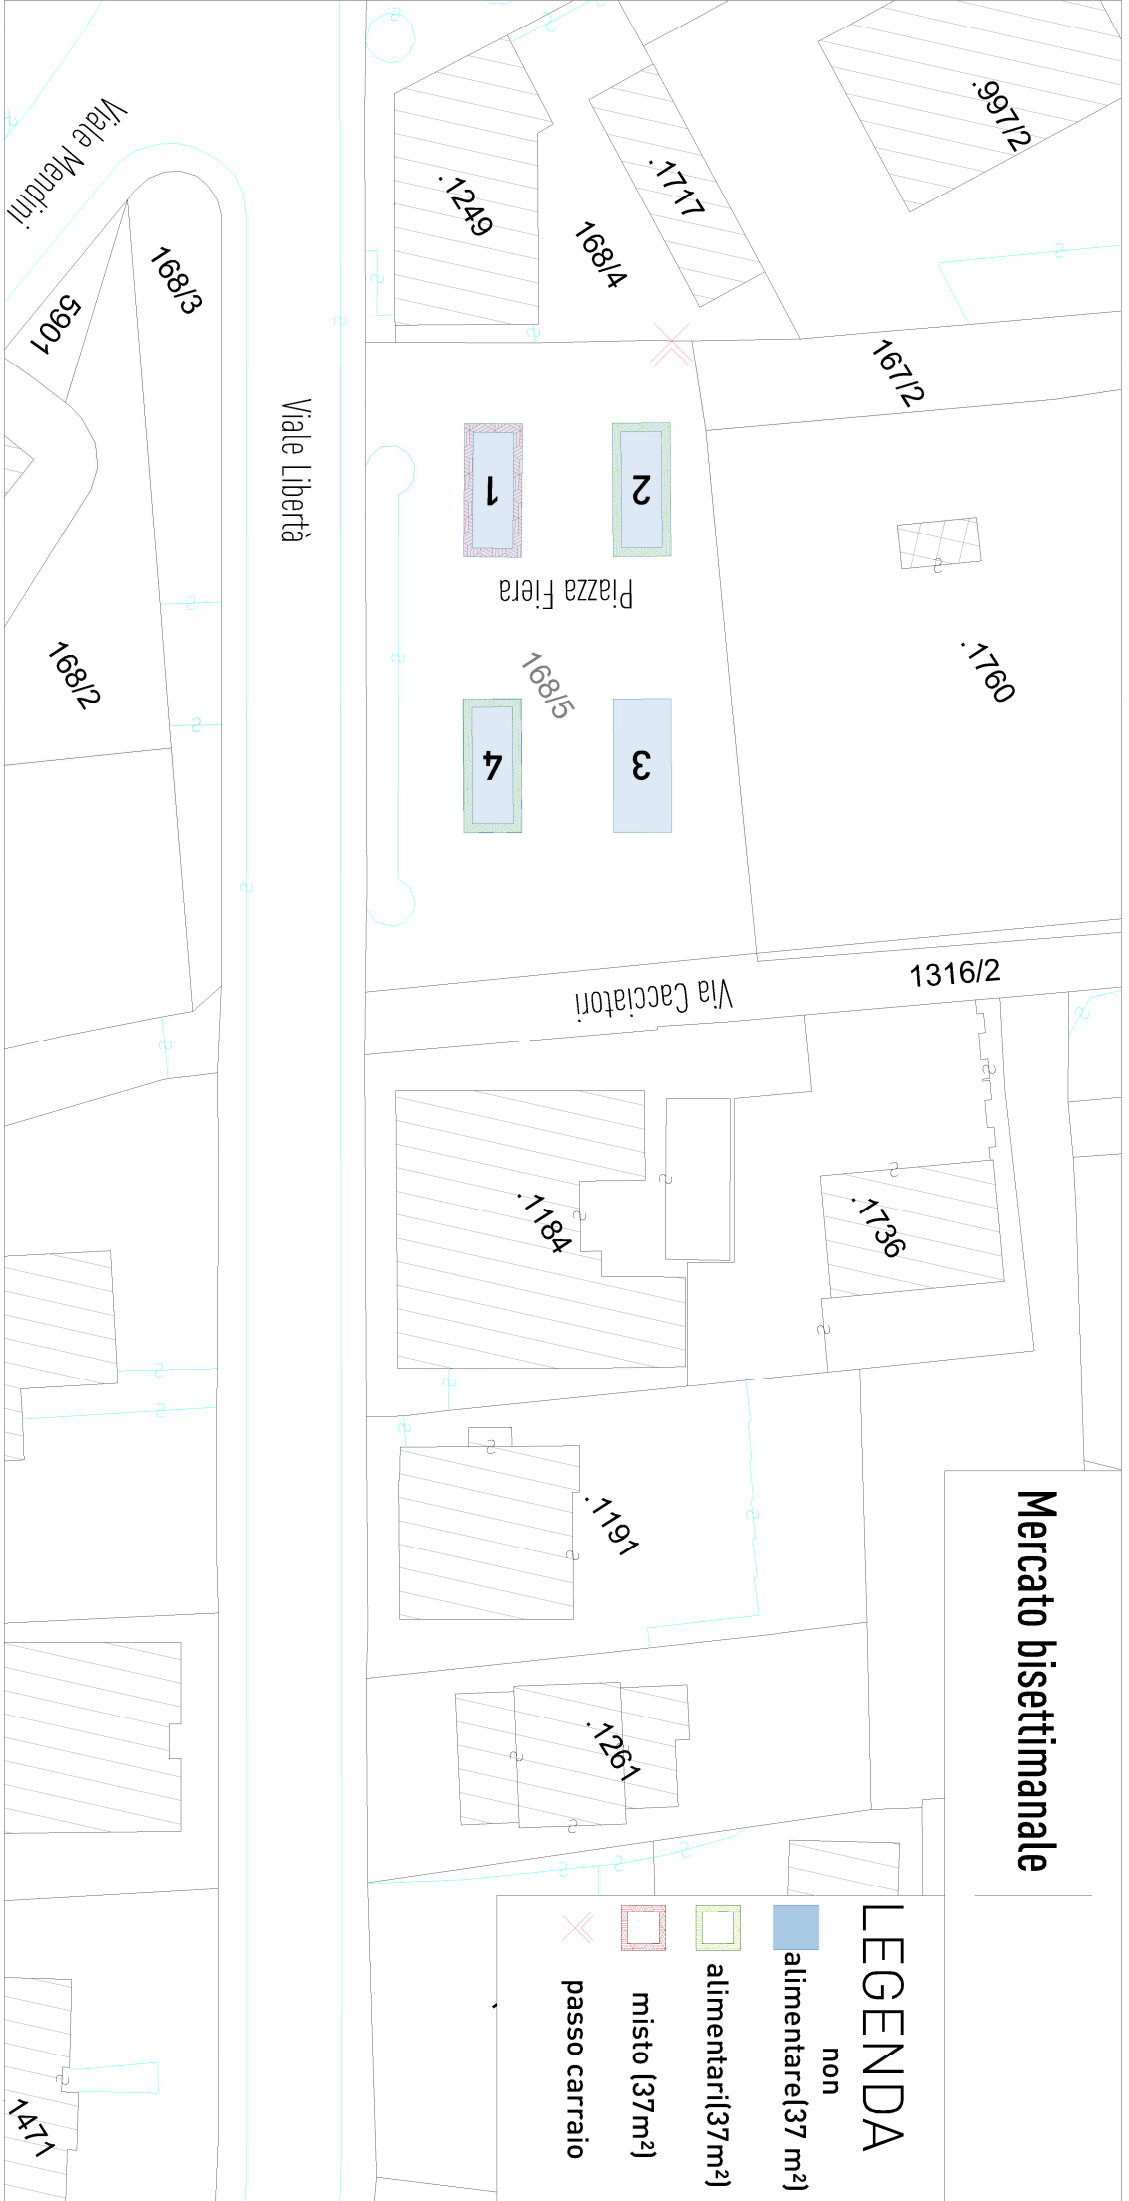 Mercato bisettimanale
LEGENDA
non
alimentare(37 m²)
alimentari(37m²)
misto (37m²)
passo carraio
Viale Mendini
Viale Libertà
Piazza Fiera
Via Cacciatori
1
2
3
4
.997/2
.1717
.1249
168/4
168/3
5901
167/2
168/2
168/5
.1760
1316/2
.1184
.1736
.1191
.1261
1471